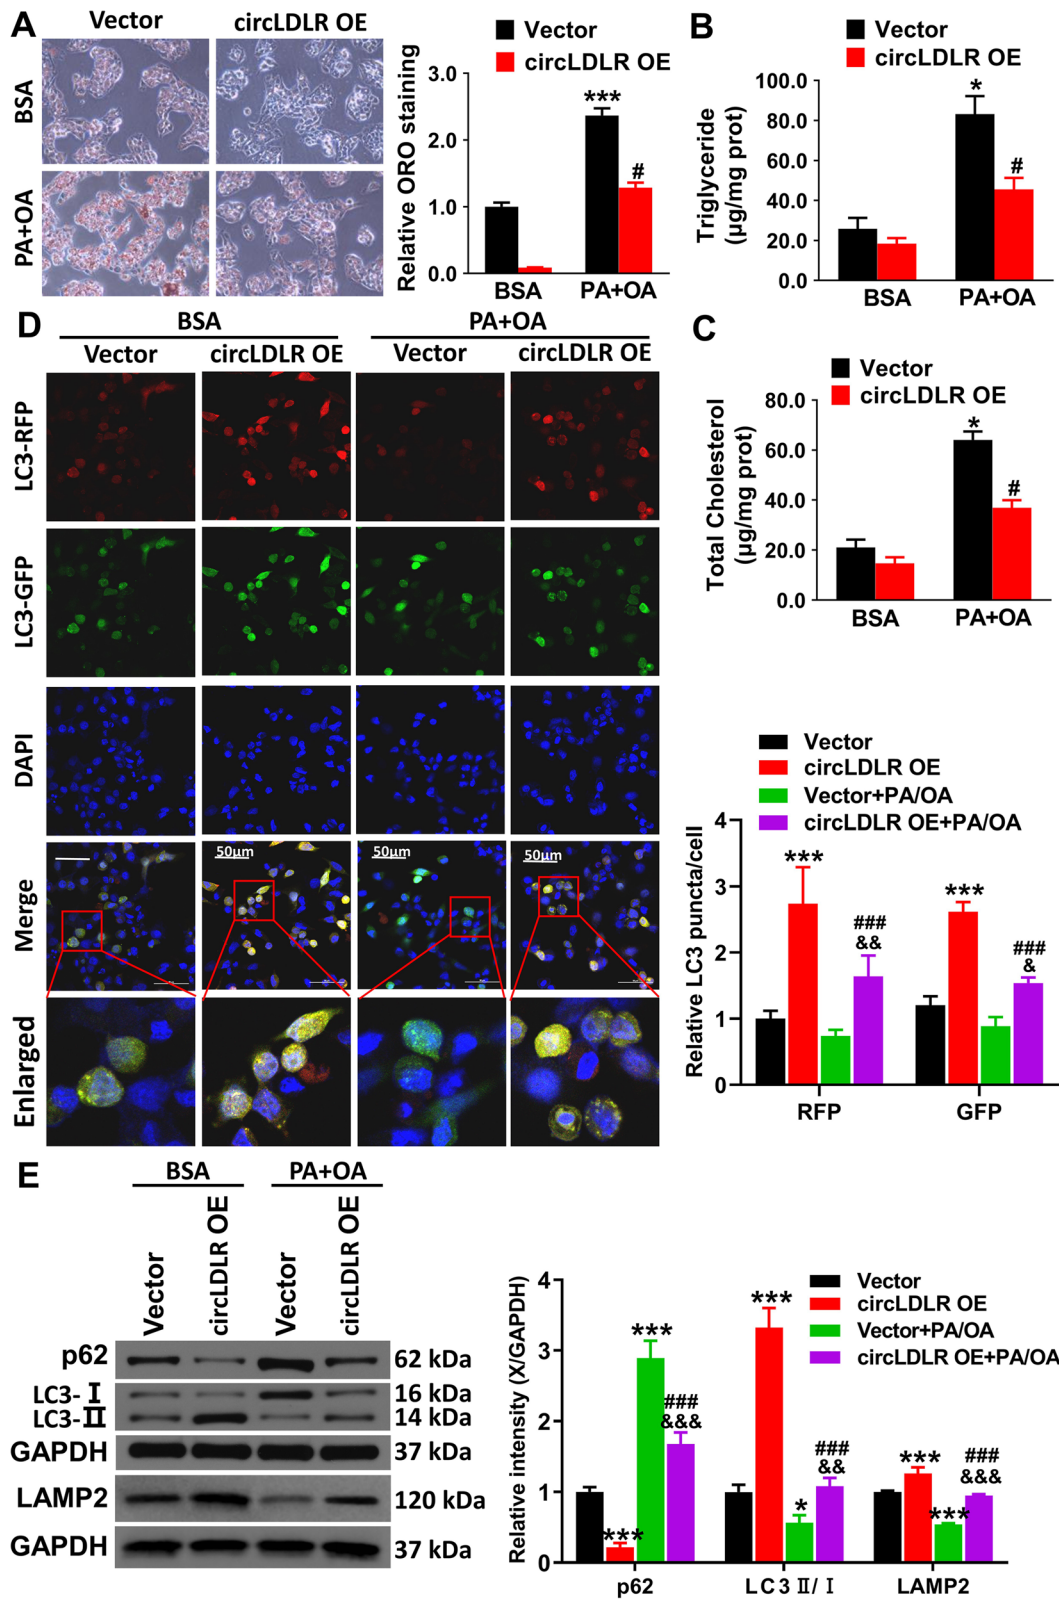 A
Vector
circLDLR OE
BSA
PA+OA
Vector
circLDLR OE
Relative ORO staining
3.0
2.0
1.0
0.0
***
#
BSA
PA+OA
B
Vector
circLDLR OE
Triglyceride
(μg/mg prot)
100.0
80.0
60.0
40.0
20.0
0.0
*
#
BSA
PA+OA
C
Vector
circLDLR OE
Total Cholesterol
(μg/mg prot)
80.0
60.0
40.0
20.0
0.0
*
#
BSA
PA+OA
D
BSA
PA+OA
Vector
circLDLR OE
Vector
circLDLR OE
LC3-RFP
LC3-GFP
DAPI
Merge
50μm
50μm
50μm
Enlarged
Vector
circLDLR OE
Vector+PA/OA
circLDLR OE+PA/OA
Relative LC3 puncta/cell
4
3
2
1
0
***
###
&&
***
###
&
RFP
GFP
E
BSA
PA+OA
Vector
circLDLR OE
Vector
circLDLR OE
p62
62 kDa
LC3-Ⅰ
16 kDa
LC3-Ⅱ
14 kDa
GAPDH
37 kDa
LAMP2
120 kDa
GAPDH
37 kDa
Vector
circLDLR OE
Vector+PA/OA
circLDLR OE+PA/OA
Relative intensity (X/GAPDH)
4
3
2
1
0
***
***
###
&&&
***
*
###
&&
***
***
###
&&&
p62
LC3 Ⅱ/Ⅰ
LAMP2